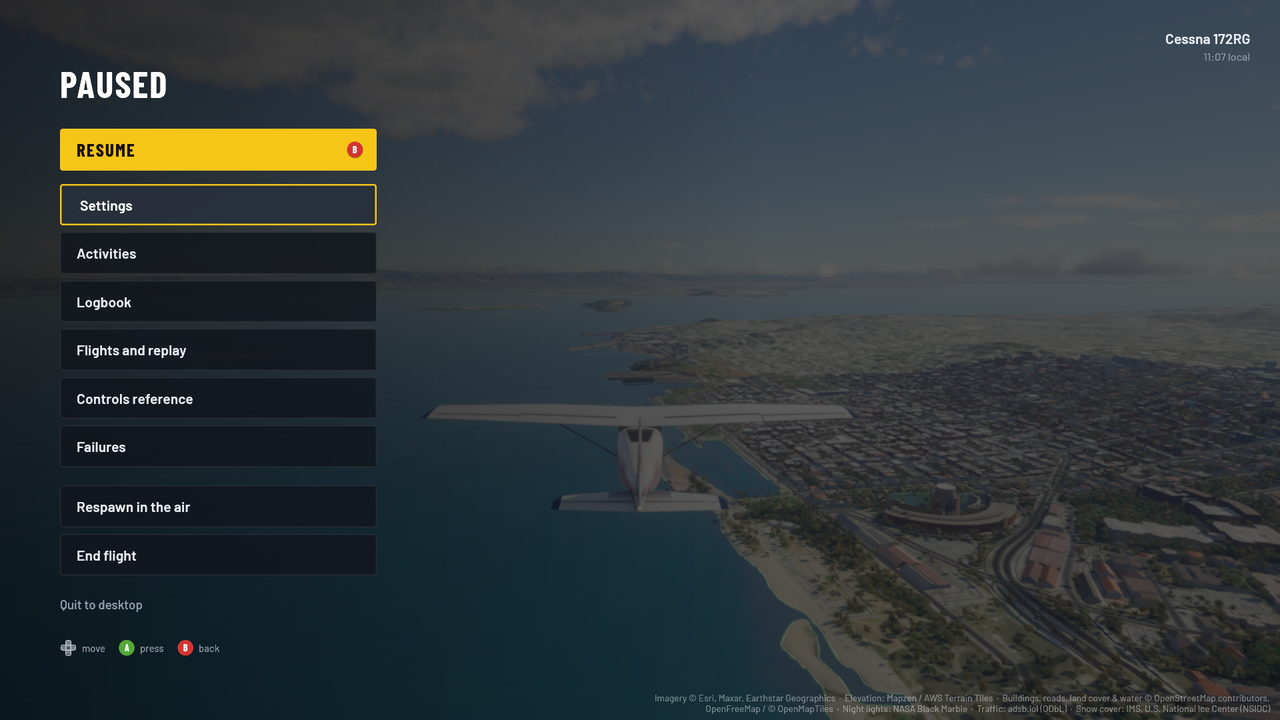 Cessna 172RG
11:07 local
PAUSED
RESUME B
Settings
Activities
Logbook
Flights and replay
Controls reference
Failures
Respawn in the air
End flight
Quit to desktop
move A press B back
Imagery © Esri, Maxar, Earthstar Geographics · Elevation: Mapzen / AWS Terrain Tiles · Buildings, roads, land cover & water © OpenStreetMap contributors,
OpenFreeMap / © OpenMapTiles · Night lights: NASA Black Marble · Traffic: adsb.lol (ODbL) · Snow cover: IMS, U.S. National Ice Center (NSIDC)